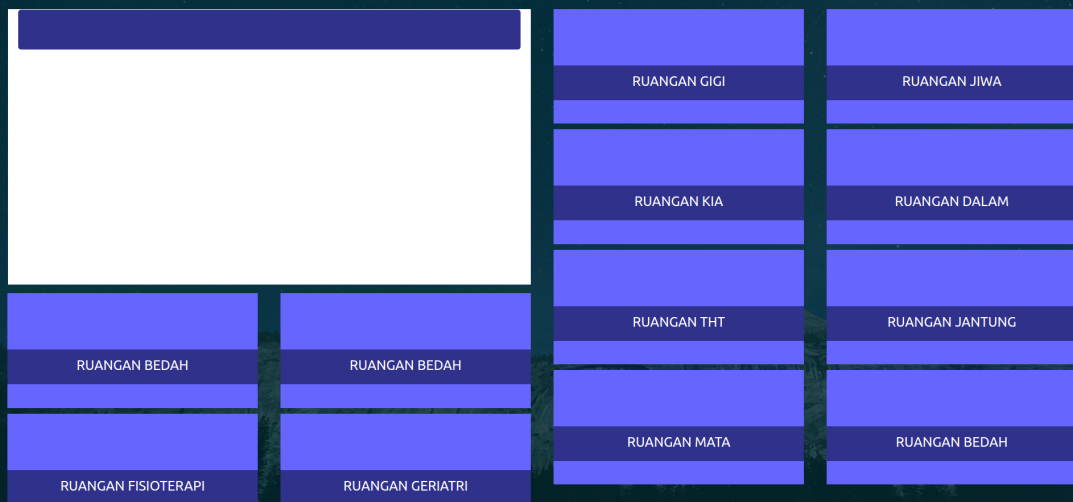 RUANGAN GIGI
RUANGAN JIWA
RUANGAN KIA
RUANGAN DALAM
RUANGAN THT
RUANGAN JANTUNG
RUANGAN BEDAH
RUANGAN BEDAH
RUANGAN MATA
RUANGAN BEDAH
RUANGAN FISIOTERAPI
RUANGAN GERIATRI